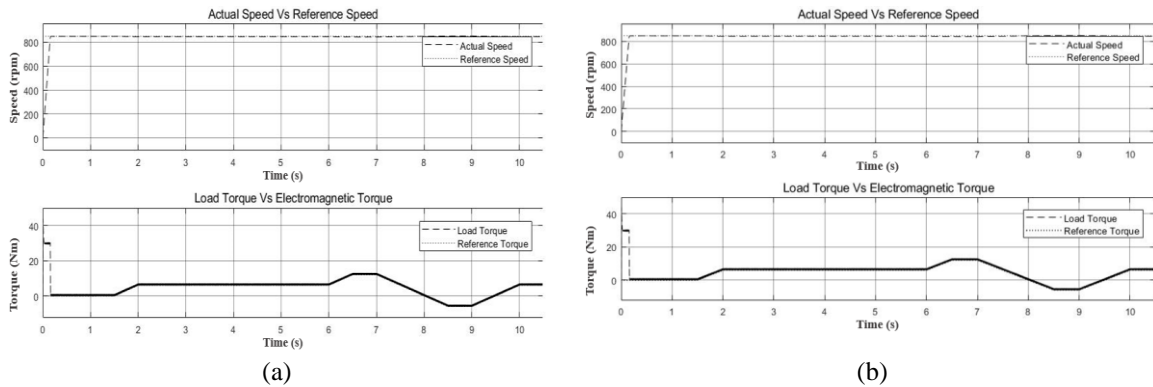 Actual Speed Vs Reference Speed
800
600
400
200
0
Speed (rpm)
Actual Speed
Reference Speed
0 1 2 3 4 5 6 7 8 9 10
Time (s)
Load Torque Vs Electromagnetic Torque
40
20
0
Torque (Nm)
Load Torque
Reference Torque
0 1 2 3 4 5 6 7 8 9 10
Time (s)
(a)
Actual Speed Vs Reference Speed
800
600
400
200
0
Speed (rpm)
Actual Speed
Reference Speed
0 1 2 3 4 5 6 7 8 9 10
Time (s)
Load Torque Vs Electromagnetic Torque
40
20
0
Torque (Nm)
Load Torque
Reference Torque
0 1 2 3 4 5 6 7 8 9 10
Time (s)
(b)